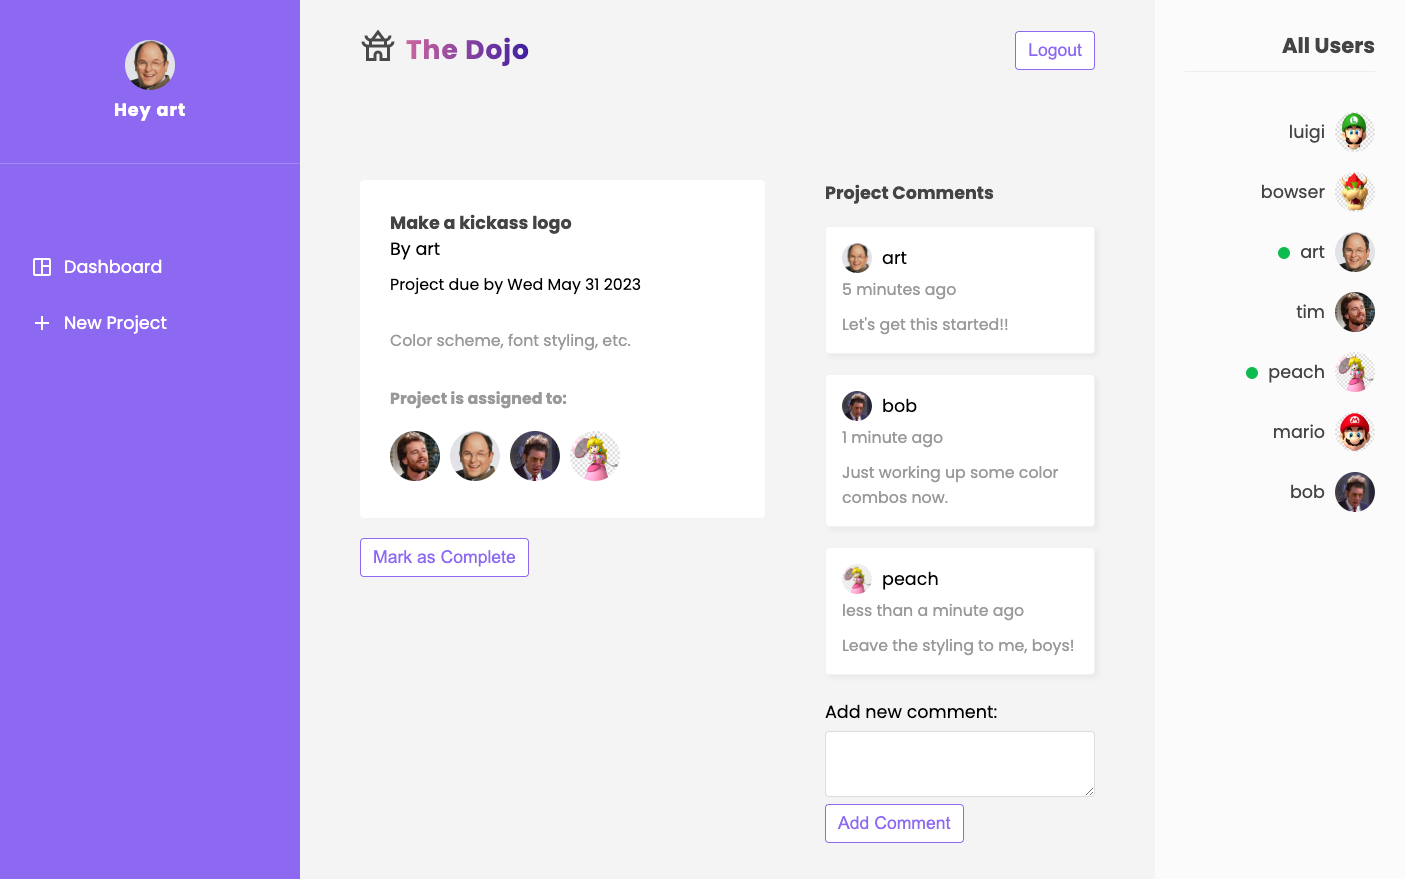 Hey art
Dashboard
New Project
The Dojo
Logout
Make a kickass logo
By art
Project due by Wed May 31 2023
Color scheme, font styling, etc.
Project is assigned to:
Mark as Complete
Project Comments
art
5 minutes ago
Let's get this started!!
bob
1 minute ago
Just working up some color
combos now.
peach
less than a minute ago
Leave the styling to me, boys!
Add new comment:
Add Comment
All Users
luigi
bowser
art
tim
peach
mario
bob